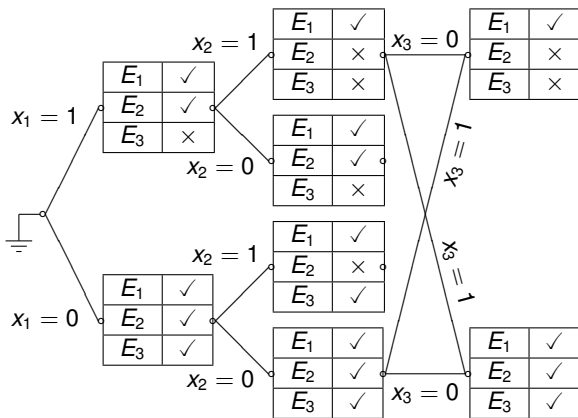 x₁ = 1
x₁ = 0
E₁ ✓
E₂ ✓
E₃ ×
E₁ ✓
E₂ ✓
E₃ ✓
x₂ = 1
x₂ = 0
x₂ = 1
x₂ = 0
E₁ ✓
E₂ ×
E₃ ×
E₁ ✓
E₂ ✓
E₃ ×
E₁ ✓
E₂ ×
E₃ ✓
E₁ ✓
E₂ ✓
E₃ ✓
x₃ = 0
x₃ = 1
x₃ = 1
x₃ = 0
E₁ ✓
E₂ ×
E₃ ×
E₁ ✓
E₂ ✓
E₃ ✓